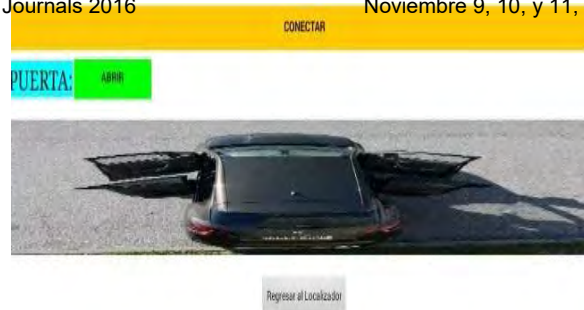 Journals 2016 Noviembre 9, 10, y 11,
CONECTAR
PUERTA: ABRIR
Regresar al Localizador